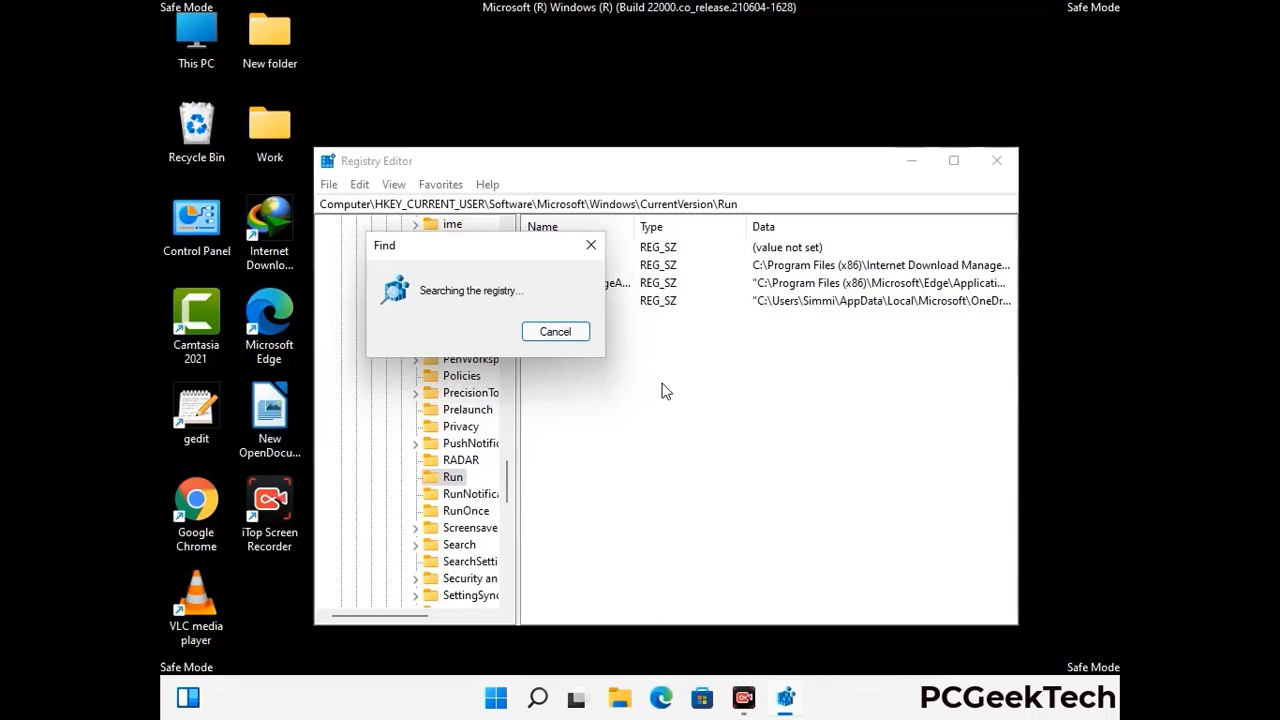 Safe Mode
Microsoft (R) Windows (R) (Build 22000.co_release.210604-1628)
Safe Mode
This PC
New folder
Recycle Bin
Work
Control Panel
Internet
Downlo...
Camtasia
2021
Microsoft
Edge
gedit
New
OpenDocu...
Google
Chrome
iTop Screen
Recorder
VLC media
player
Registry Editor
File Edit View Favorites Help
Computer\HKEY_CURRENT_USER\Software\Microsoft\Windows\CurrentVersion\Run
ime
PenWorksp
Policies
PrecisionTo
Prelaunch
Privacy
PushNotific
RADAR
Run
RunNotifica
RunOnce
Screensave
Search
SearchSetti
Security an
SettingSync
Name Type Data
REG_SZ (value not set)
REG_SZ C:\Program Files (x86)\Internet Download Manage...
geA... REG_SZ "C:\Program Files (x86)\Microsoft\Edge\Applicati...
REG_SZ "C:\Users\Simmi\AppData\Local\Microsoft\OneDr...
Find
Searching the registry...
Cancel
Safe Mode
Safe Mode
PCGeekTech